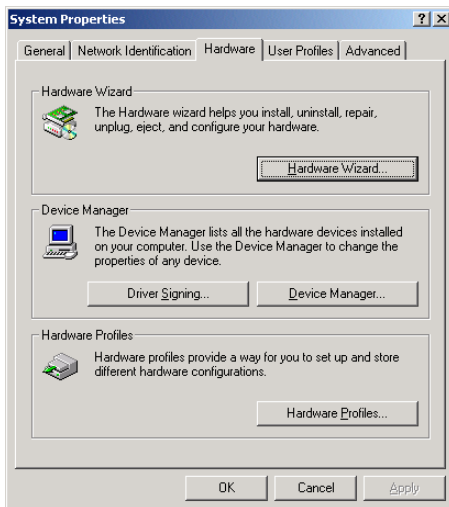 System Properties
General Network Identification Hardware User Profiles Advanced
Hardware Wizard
The Hardware wizard helps you install, uninstall, repair,
unplug, eject, and configure your hardware.
Hardware Wizard...
Device Manager
The Device Manager lists all the hardware devices installed
on your computer. Use the Device Manager to change the
properties of any device.
Driver Signing... Device Manager...
Hardware Profiles
Hardware profiles provide a way for you to set up and store
different hardware configurations.
Hardware Profiles...
OK Cancel Apply